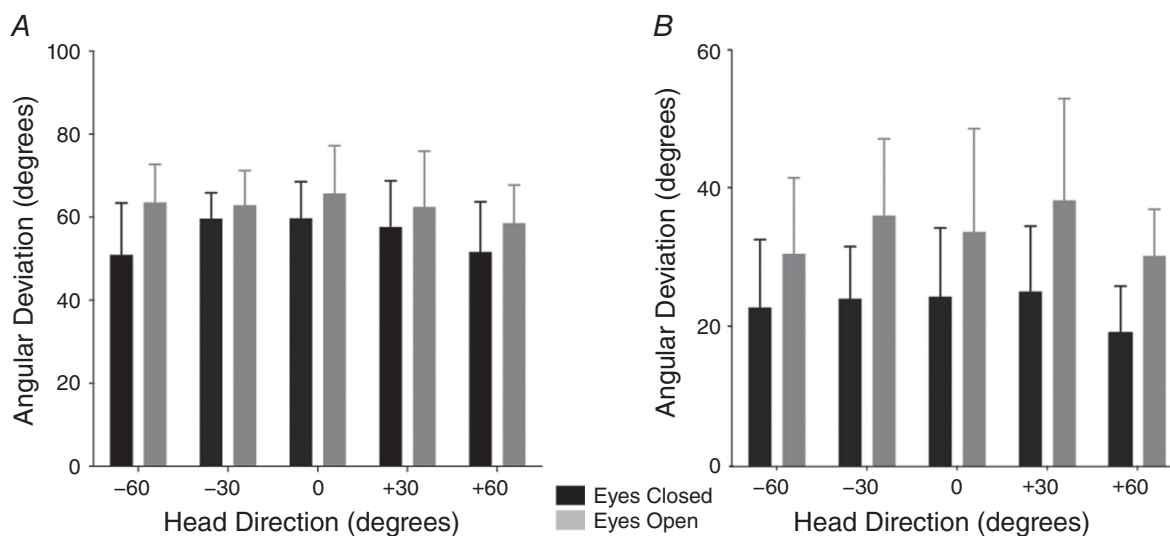 A
Angular Deviation (degrees)
100
80
60
40
20
0
−60 −30 0 +30 +60
Head Direction (degrees)
Eyes Closed
Eyes Open
B
Angular Deviation (degrees)
60
40
20
0
−60 −30 0 +30 +60
Head Direction (degrees)